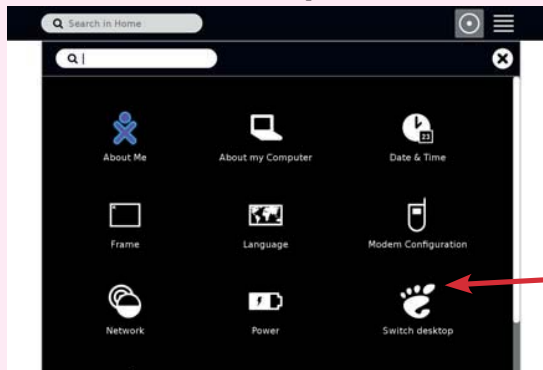 Search in Home
About Me
About my Computer
Date & Time
23
Frame
Language
Modem Configuration
Network
Power
Switch desktop